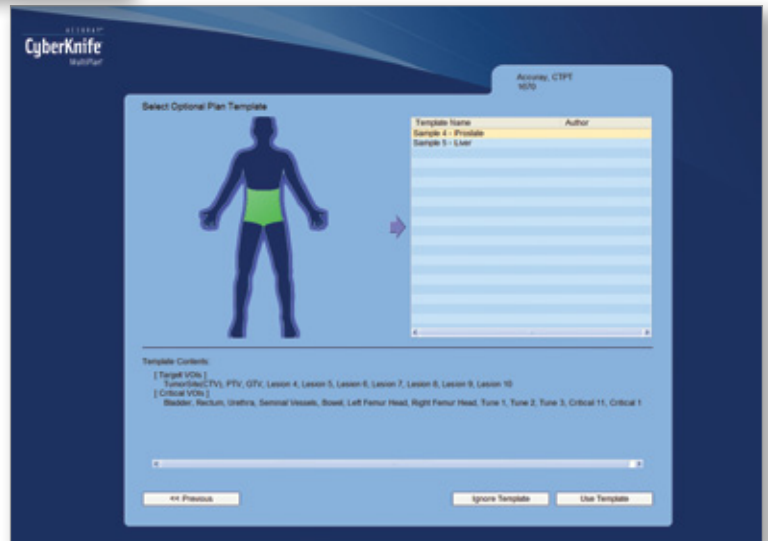 ACCURAY
CyberKnife
MultiPlan
Accuray, CTPT
1670
Select Optional Plan Template
Template Name Author
Sample 4 - Prostate
Sample 5 - Liver
Template Contents:
[ Target VOIs ]
TumorSite(CTV), PTV, GTV, Lesion 4, Lesion 5, Lesion 6, Lesion 7, Lesion 8, Lesion 9, Lesion 10
[ Critical VOIs ]
Bladder, Rectum, Urethra, Seminal Vessels, Bowel, Left Femur Head, Right Femur Head, Tune 1, Tune 2, Tune 3, Critical 11, Critical 1
<< Previous
Ignore Template
Use Template